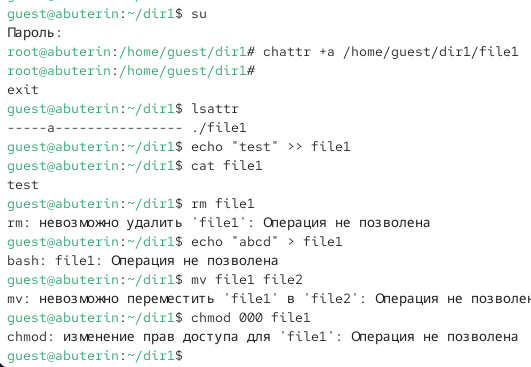 guest@abuterin:~/dir1$ su
Пароль:
root@abuterin:/home/guest/dir1# chattr +a /home/guest/dir1/file1
root@abuterin:/home/guest/dir1#
exit
guest@abuterin:~/dir1$ lsattr
-----a---------------- ./file1
guest@abuterin:~/dir1$ echo "test" >> file1
guest@abuterin:~/dir1$ cat file1
test
guest@abuterin:~/dir1$ rm file1
rm: невозможно удалить 'file1': Операция не позволена
guest@abuterin:~/dir1$ echo "abcd" > file1
bash: file1: Операция не позволена
guest@abuterin:~/dir1$ mv file1 file2
mv: невозможно переместить 'file1' в 'file2': Операция не позволен
guest@abuterin:~/dir1$ chmod 000 file1
chmod: изменение прав доступа для 'file1': Операция не позволена
guest@abuterin:~/dir1$